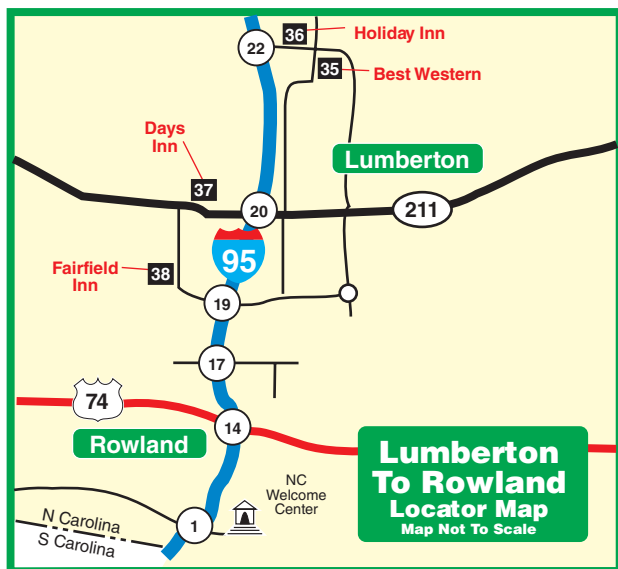 36
Holiday Inn
22
35
Best Western
Days
Inn
Lumberton
37
20
211
95
Fairfield
Inn
38
19
17
74
14
Rowland
Lumberton
To Rowland
Locator Map
Map Not To Scale
NC
Welcome
Center
N Carolina
1
S Carolina